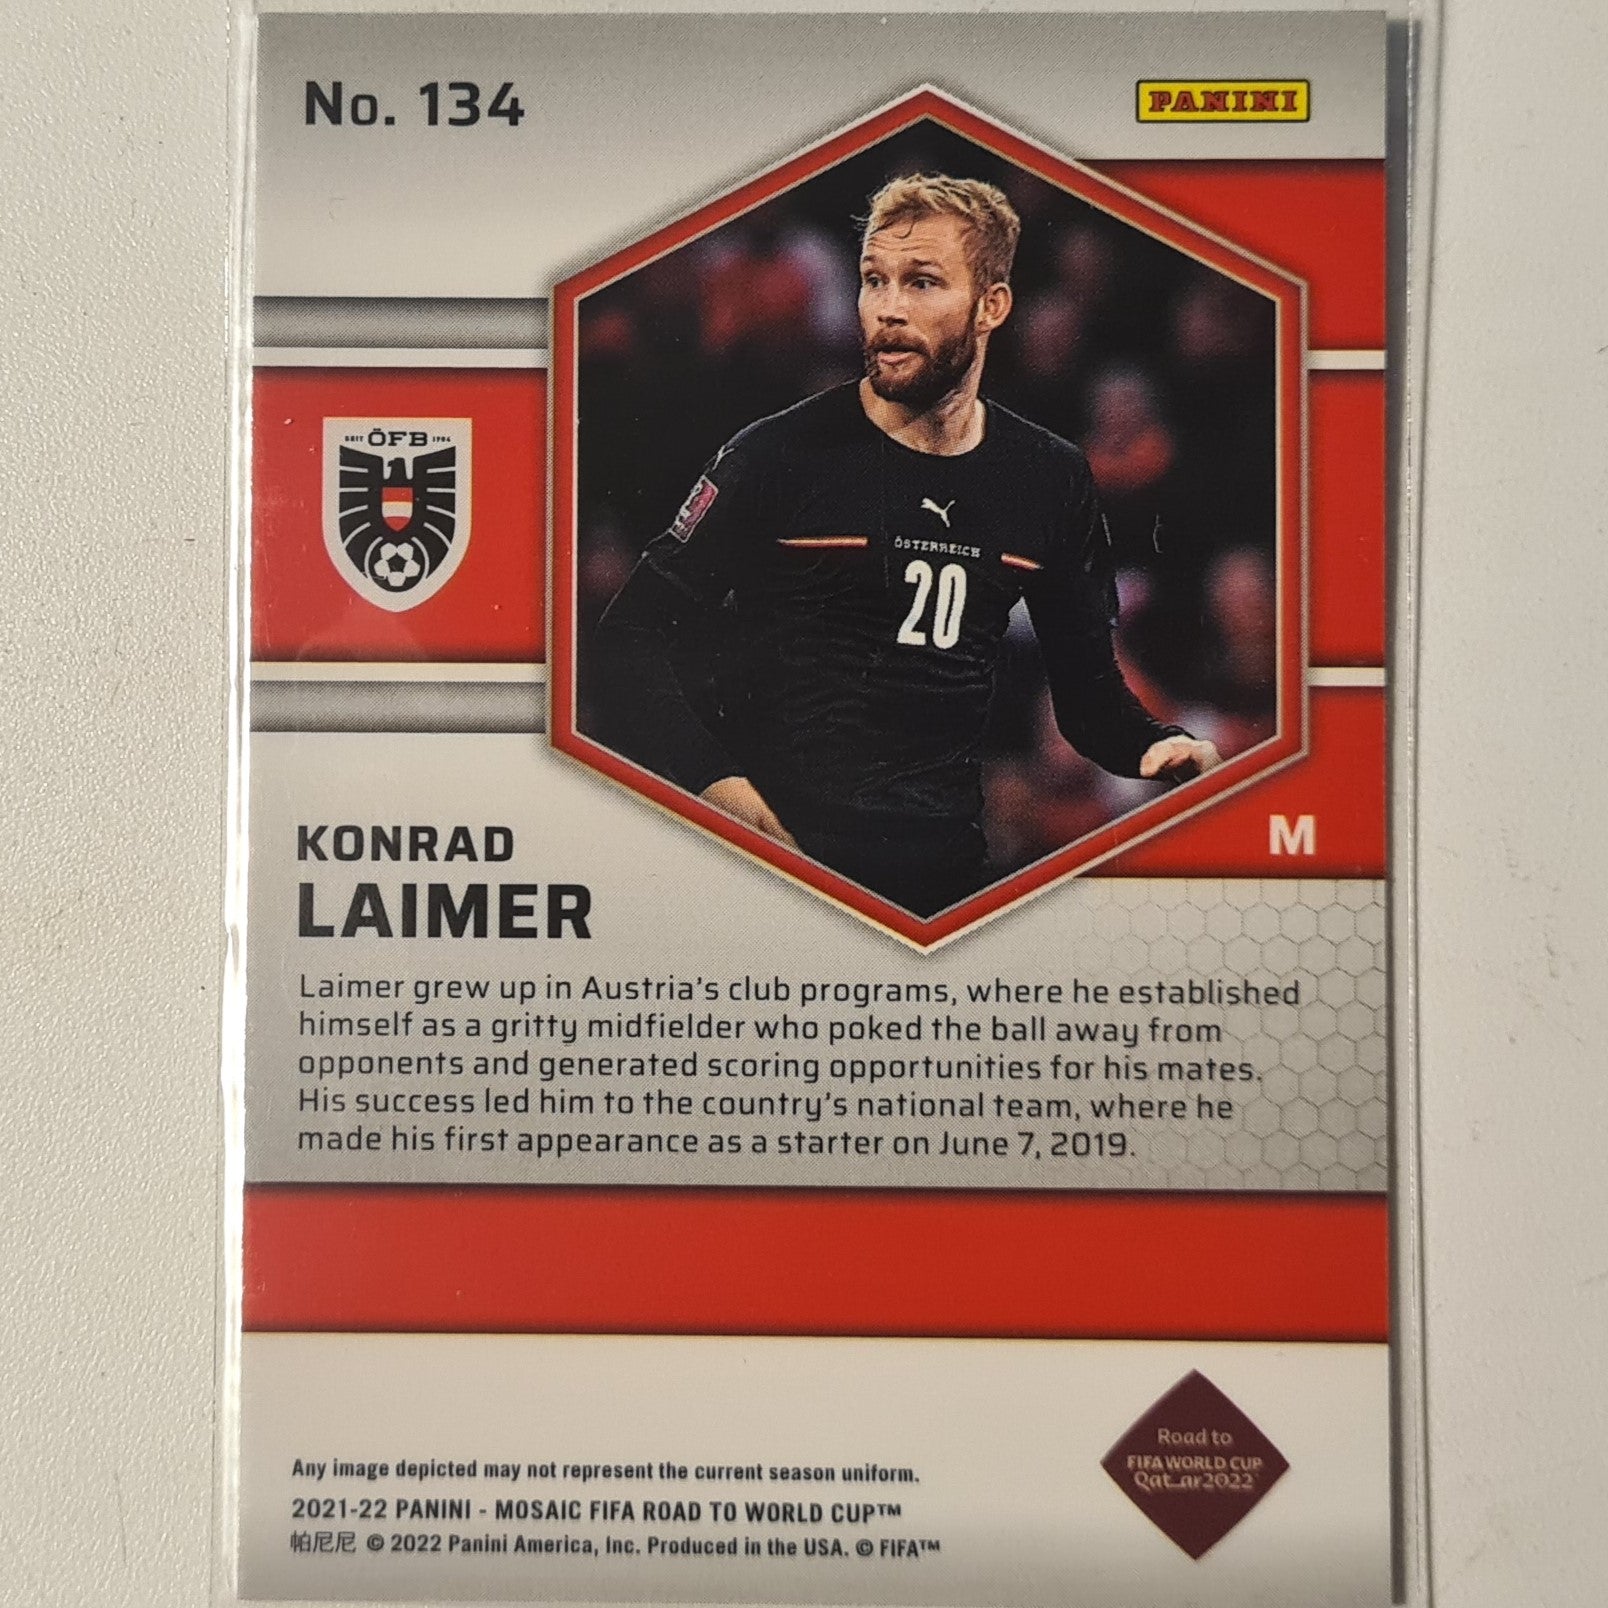 No. 134
PANINI
SEIT ÖFB 1904
ÖSTERREICH
20
M
KONRAD
LAIMER
Laimer grew up in Austria's club programs, where he established
himself as a gritty midfielder who poked the ball away from
opponents and generated scoring opportunities for his mates.
His success led him to the country's national team, where he
made his first appearance as a starter on June 7, 2019.
Road to
FIFA WORLD CUP
Qatar2022
Any image depicted may not represent the current season uniform.
2021-22 PANINI - MOSAIC FIFA ROAD TO WORLD CUP™
帕尼尼 © 2022 Panini America, Inc. Produced in the USA. © FIFA™